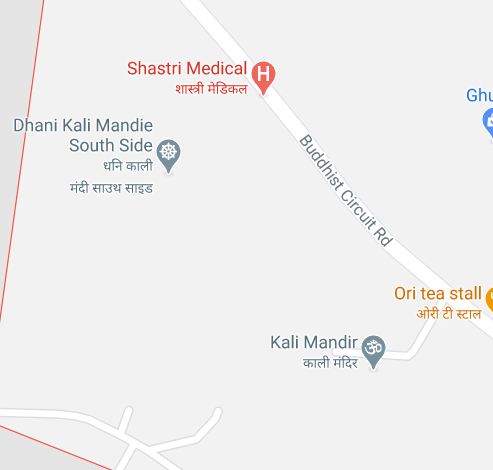 Shastri Medical
शास्त्री मेडिकल
Ghu
Dhani Kali Mandie
South Side
धनि काली
मंदी साउथ साइड
Buddhist Circuit Rd
Ori tea stall
ओरी टी स्टाल
Kali Mandir
काली मंदिर